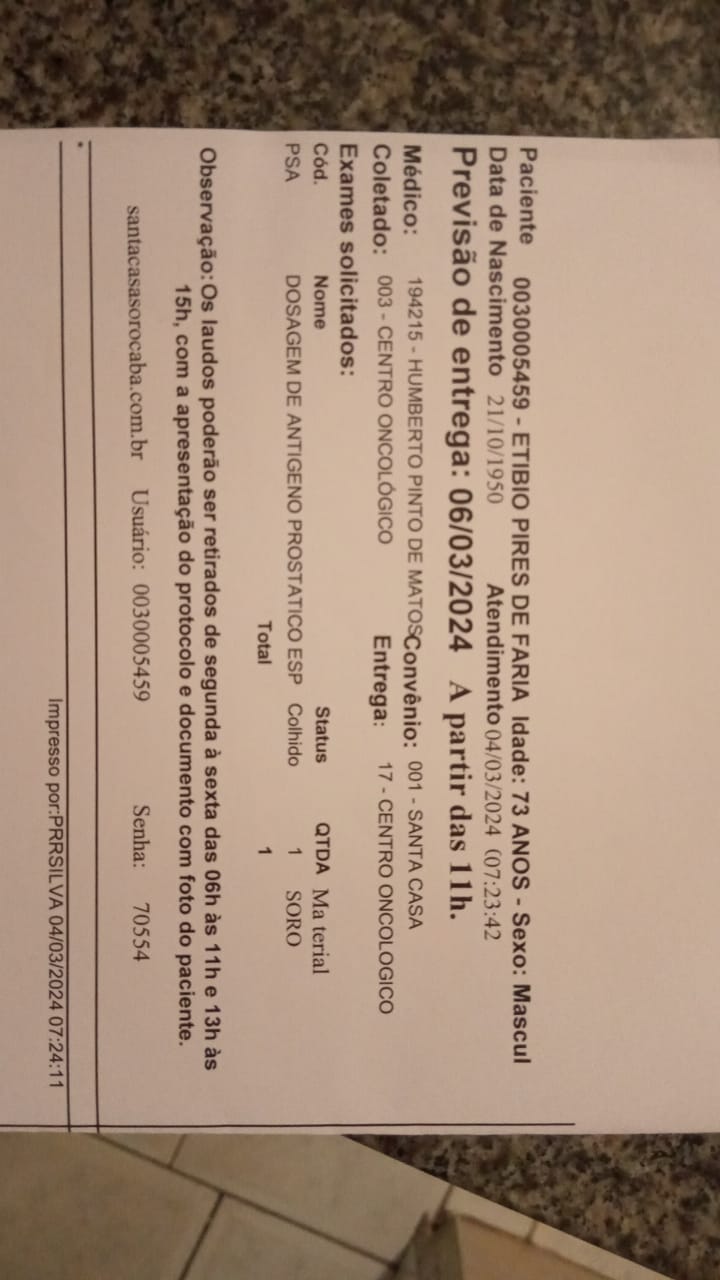 Paciente 0030005459 - ETIBIO PIRES DE FARIA Idade: 73 ANOS - Sexo: Mascul
Data de Nascimento 21/10/1950 Atendimento 04/03/2024 (07:23:42
Previsão de entrega: 06/03/2024 A partir das 11h.
Médico: 194215 - HUMBERTO PINTO DE MATOS Convênio: 001 - SANTA CASA
Coletado: 003 - CENTRO ONCOLÓGICO Entrega: 17 - CENTRO ONCOLOGICO
Exames solicitados:
Cód. Nome Status QTDA Ma terial
PSA DOSAGEM DE ANTIGENO PROSTATICO ESP Colhido 1 SORO
Total 1
Observação: Os laudos poderão ser retirados de segunda à sexta das 06h às 11h e 13h às
15h, com a apresentação do protocolo e documento com foto do paciente.
santacasasorocaba.com.br Usuário: 0030005459 Senha: 70554
Impresso por:PRRSILVA 04/03/2024 07:24:11